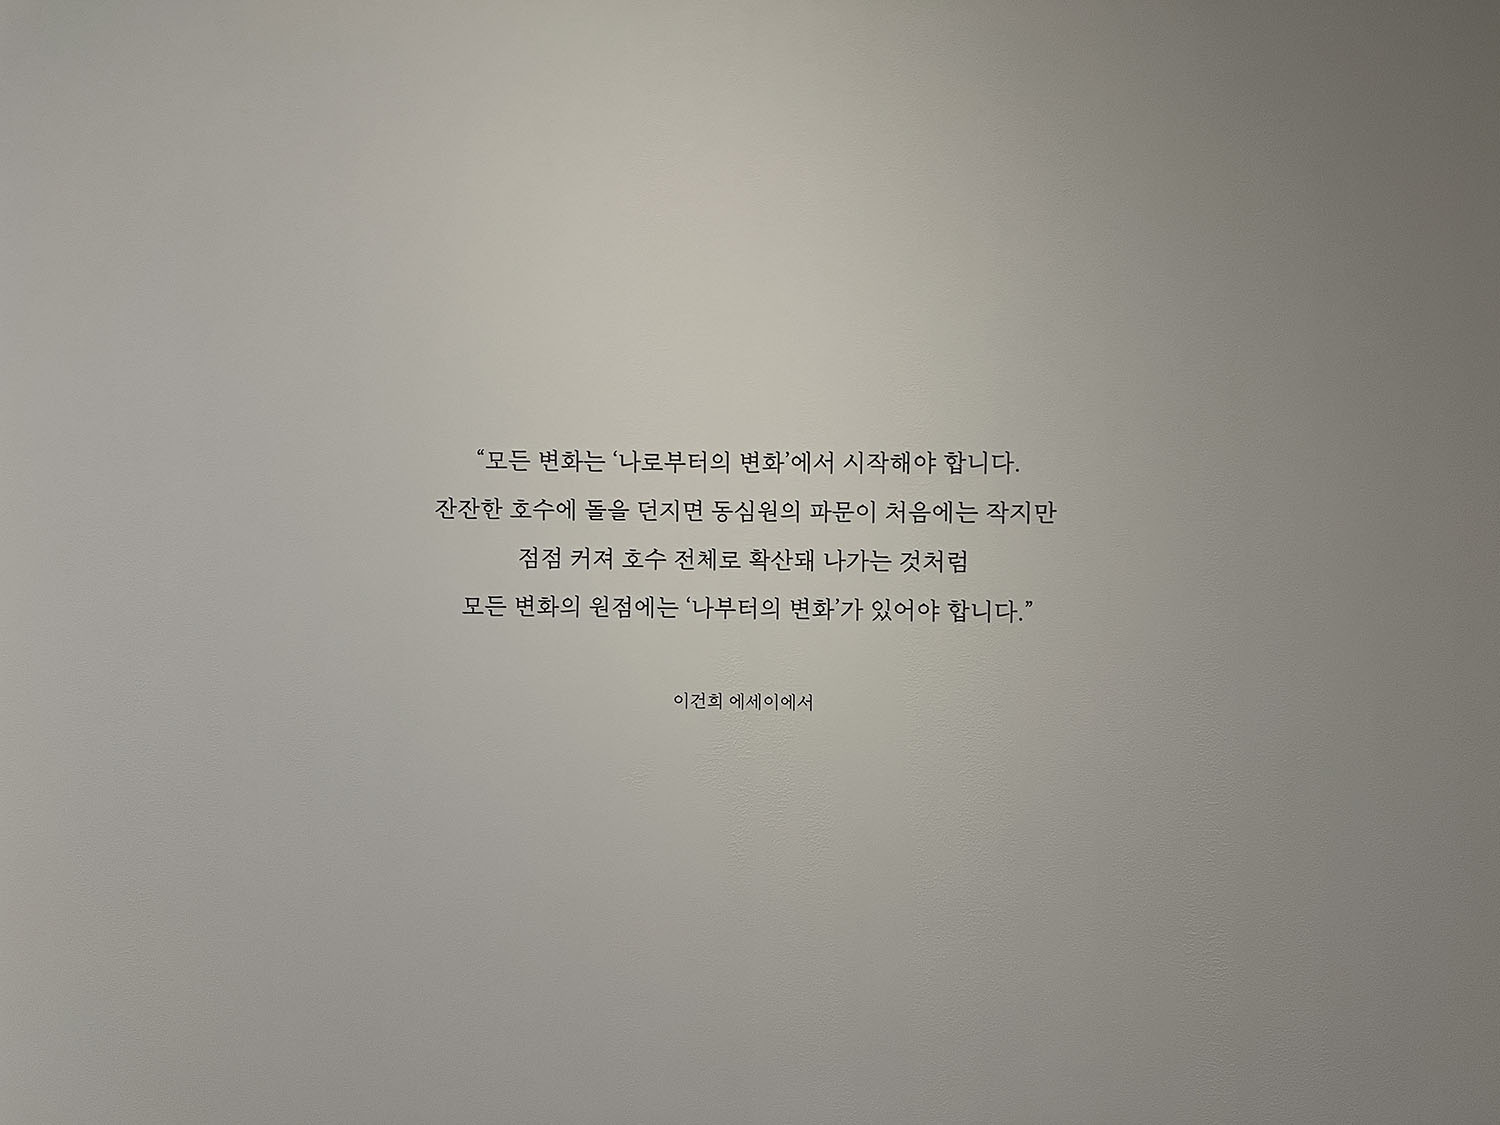 “모든 변화는 ‘나로부터의 변화’에서 시작해야 합니다.
잔잔한 호수에 돌을 던지면 동심원의 파문이 처음에는 작지만
점점 커져 호수 전체로 확산돼 나가는 것처럼
모든 변화의 원점에는 ‘나부터의 변화’가 있어야 합니다.”
이건희 에세이에서